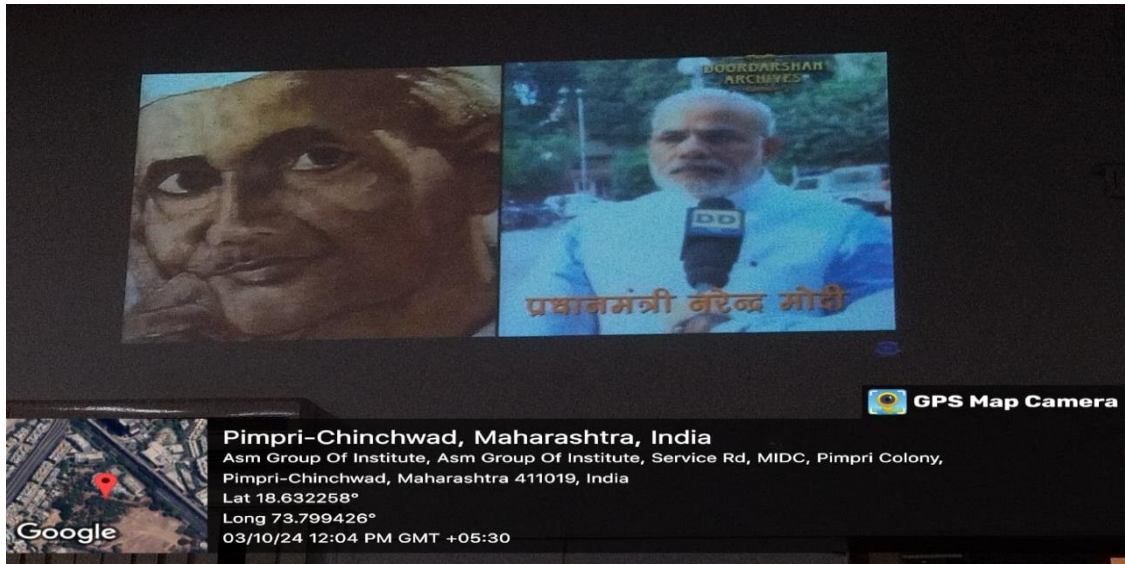 DOORDARSHAN
ARCHIVES
DD
प्रधानमंत्री नरेन्द्र मोदी
GPS Map Camera
Pimpri-Chinchwad, Maharashtra, India
Asm Group Of Institute, Asm Group Of Institute, Service Rd, MIDC, Pimpri Colony,
Pimpri-Chinchwad, Maharashtra 411019, India
Lat 18.632258°
Long 73.799426°
03/10/24 12:04 PM GMT +05:30
Google